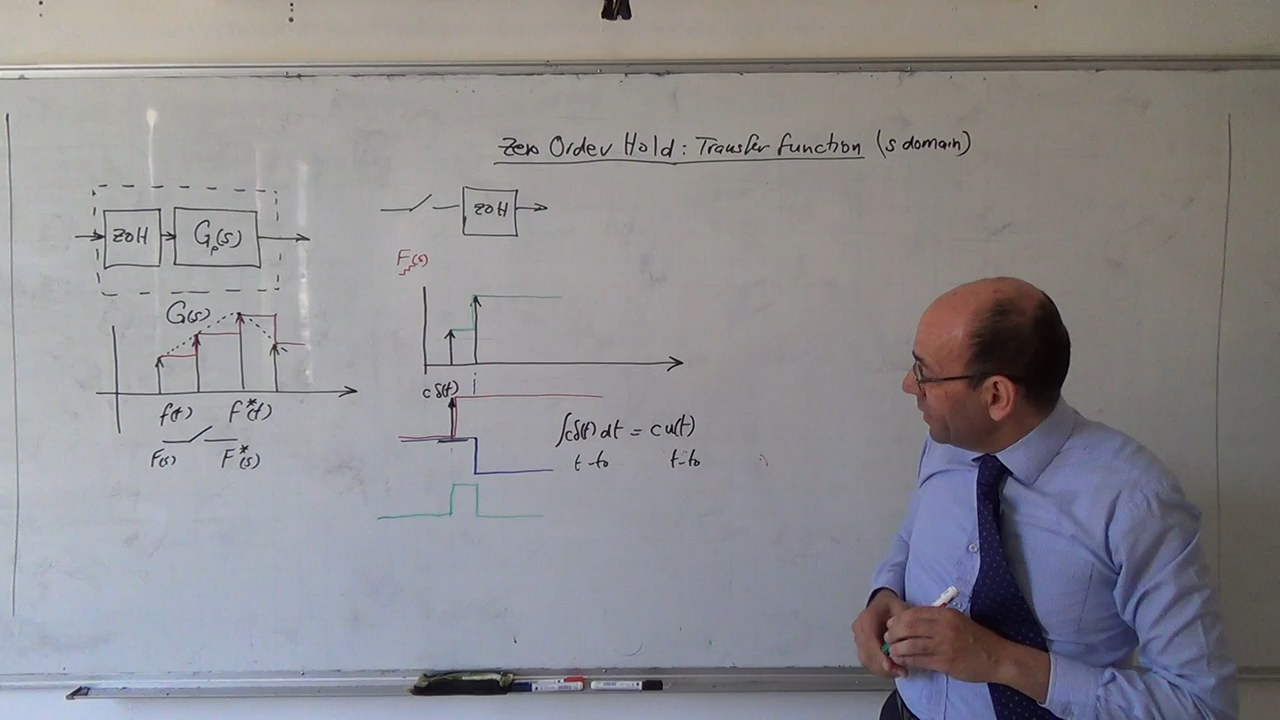 Zero Order Hold: Transfer function (s domain)
ZOH Gp(s)
G(s)
f(t) F*(t)
F(s) F*(s)
ZOH
F(s)
cδ(t)
∫cδ(t) dt = cu(t)
t-to t-to